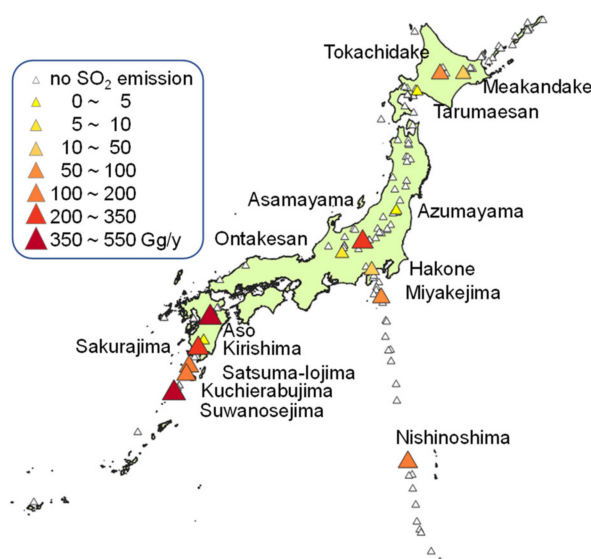 no SO2 emission
0 ~ 5
5 ~ 10
10 ~ 50
50 ~ 100
100 ~ 200
200 ~ 350
350 ~ 550 Gg/y
Tokachidake
Meakandake
Tarumaesan
Asamayama
Azumayama
Ontakesan
Hakone
Miyakejima
Aso
Sakurajima
Kirishima
Satsuma-Iojima
Kuchierabujima
Suwanosejima
Nishinoshima